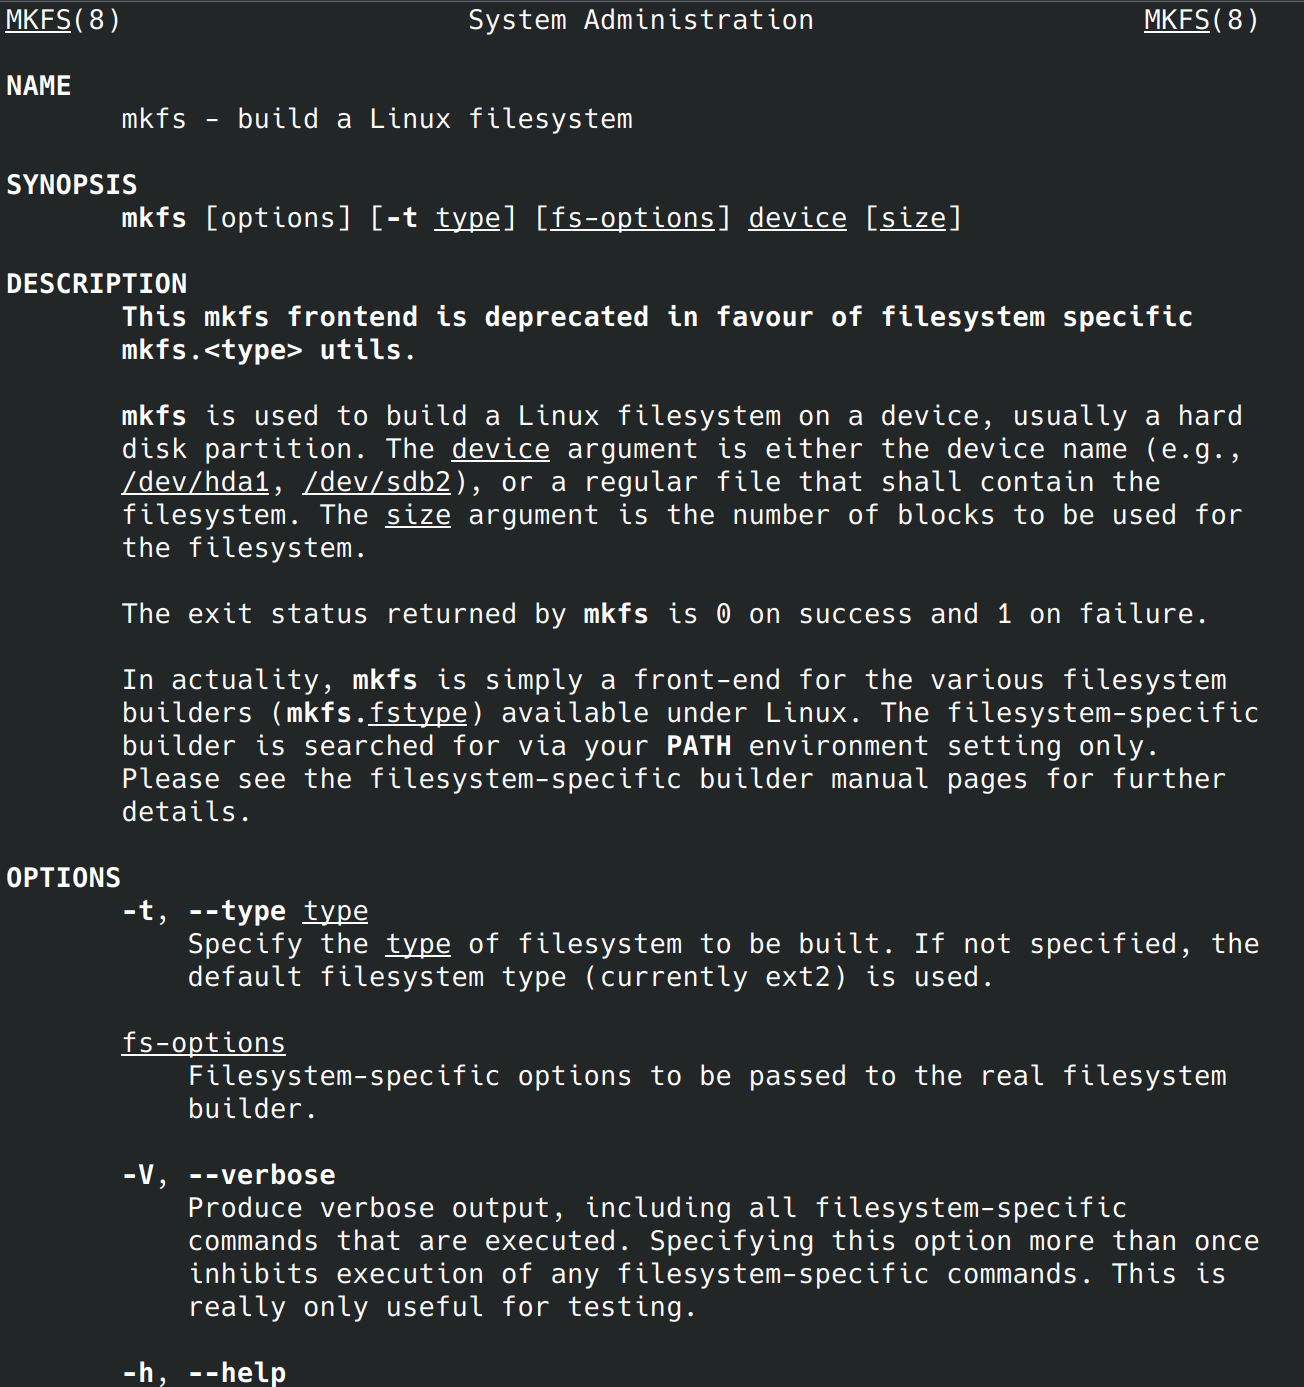 MKFS(8) System Administration MKFS(8)
NAME
mkfs - build a Linux filesystem
SYNOPSIS
mkfs [options] [-t type] [fs-options] device [size]
DESCRIPTION
This mkfs frontend is deprecated in favour of filesystem specific
mkfs.<type> utils.
mkfs is used to build a Linux filesystem on a device, usually a hard
disk partition. The device argument is either the device name (e.g.,
/dev/hda1, /dev/sdb2), or a regular file that shall contain the
filesystem. The size argument is the number of blocks to be used for
the filesystem.
The exit status returned by mkfs is 0 on success and 1 on failure.
In actuality, mkfs is simply a front-end for the various filesystem
builders (mkfs.fstype) available under Linux. The filesystem-specific
builder is searched for via your PATH environment setting only.
Please see the filesystem-specific builder manual pages for further
details.
OPTIONS
-t, --type type
Specify the type of filesystem to be built. If not specified, the
default filesystem type (currently ext2) is used.
fs-options
Filesystem-specific options to be passed to the real filesystem
builder.
-V, --verbose
Produce verbose output, including all filesystem-specific
commands that are executed. Specifying this option more than once
inhibits execution of any filesystem-specific commands. This is
really only useful for testing.
-h, --help